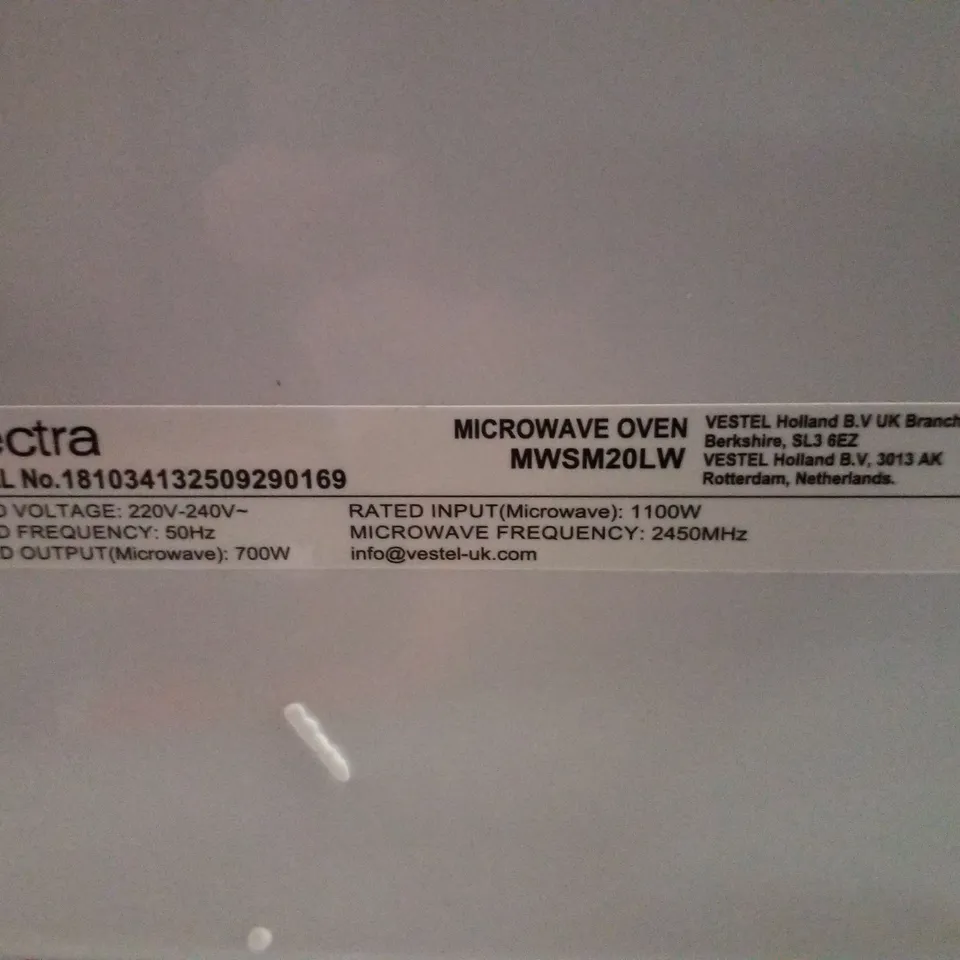 ectra
MICROWAVE OVEN
MWSM20LW
VESTEL Holland B.V UK Branch
Berkshire, SL3 6EZ
VESTEL Holland B.V, 3013 AK
Rotterdam, Netherlands.
L No.181034132509290169
D VOLTAGE: 220V-240V~
RATED INPUT(Microwave): 1100W
D FREQUENCY: 50Hz
MICROWAVE FREQUENCY: 2450MHz
D OUTPUT(Microwave): 700W
info@vestel-uk.com